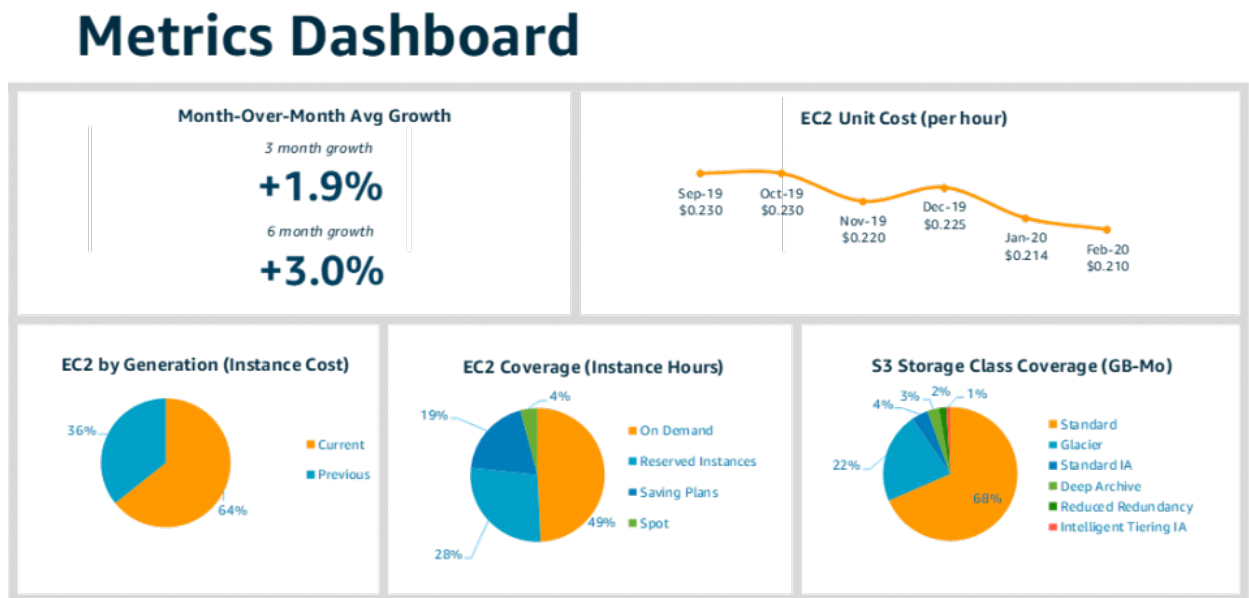 Metrics Dashboard
Month-Over-Month Avg Growth
3 month growth
+1.9%
6 month growth
+3.0%
EC2 Unit Cost (per hour)
Sep-19
$0.230
Oct-19
$0.230
Nov-19
$0.220
Dec-19
$0.225
Jan-20
$0.214
Feb-20
$0.210
EC2 by Generation (Instance Cost)
36%
64%
Current
Previous
EC2 Coverage (Instance Hours)
4%
19%
28%
49%
On Demand
Reserved Instances
Saving Plans
Spot
S3 Storage Class Coverage (GB-Mo)
4%
3%
2%
1%
22%
68%
Standard
Glacier
Standard IA
Deep Archive
Reduced Redundancy
Intelligent Tiering IA